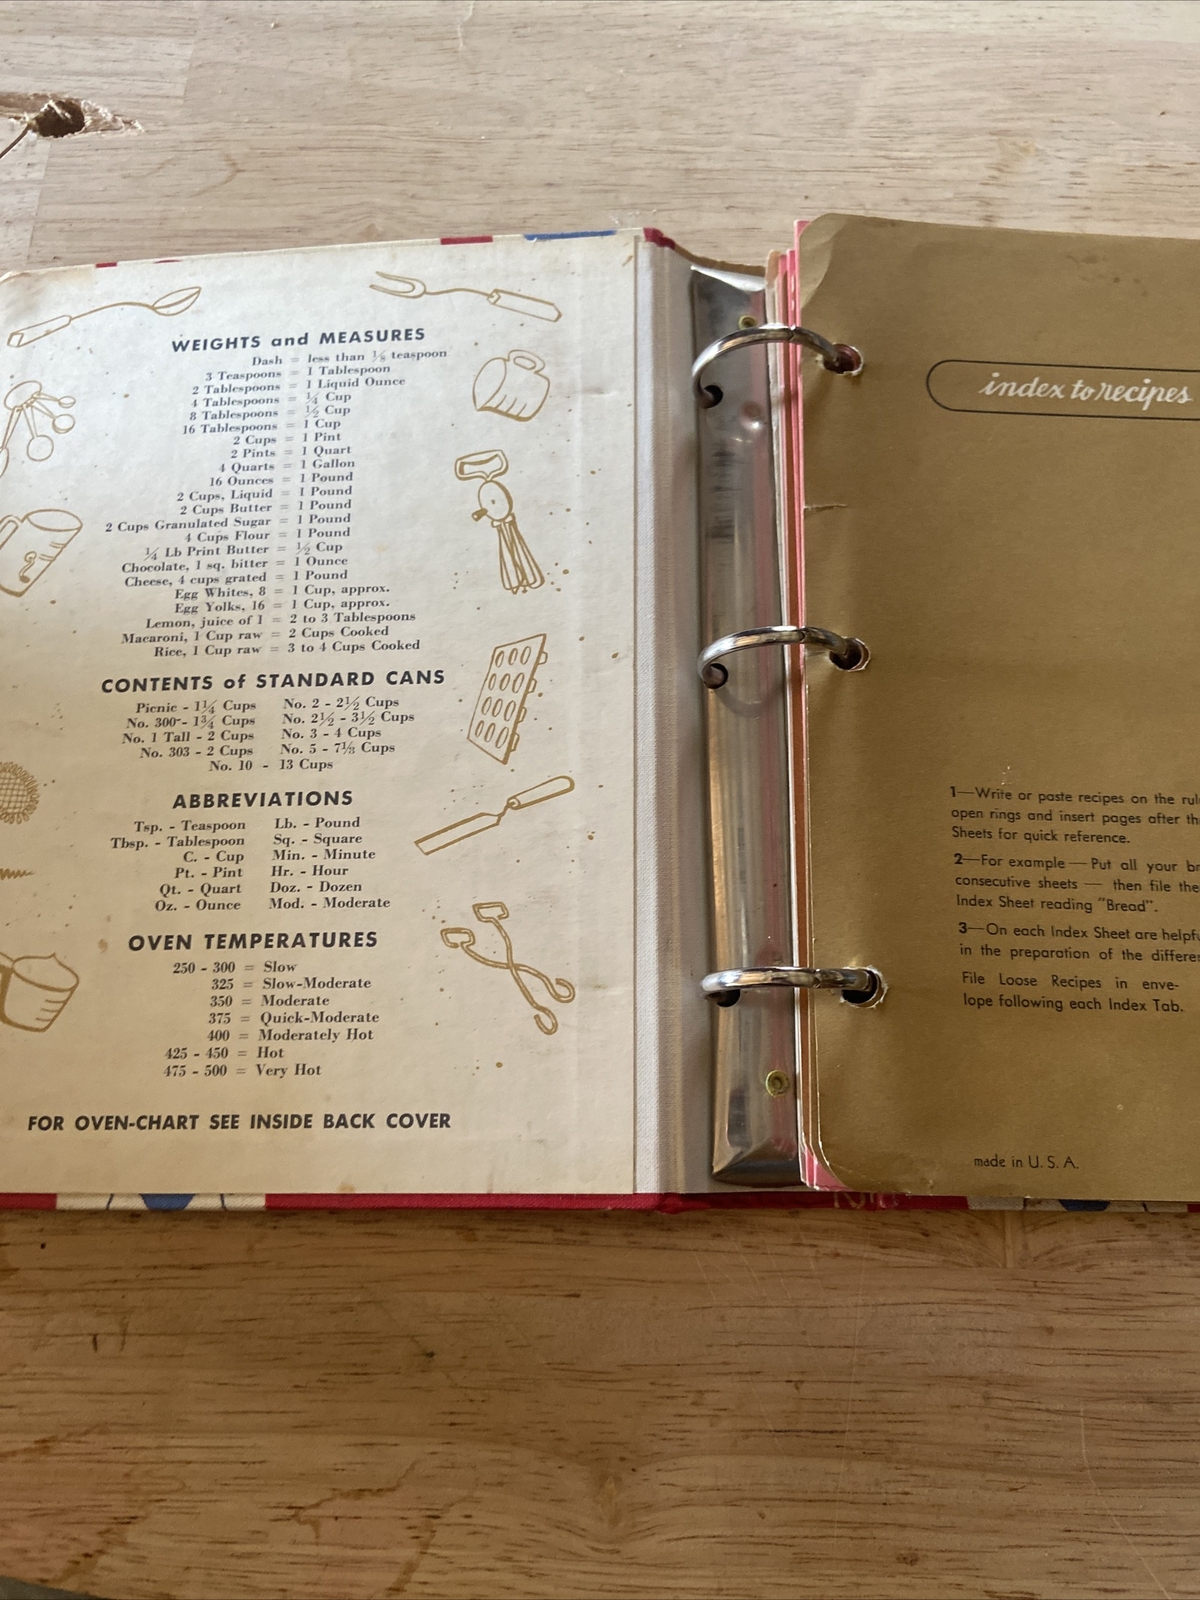 WEIGHTS and MEASURES
Dash = less than ⅛ teaspoon
3 Teaspoons = 1 Tablespoon
2 Tablespoons = 1 Liquid Ounce
4 Tablespoons = ¼ Cup
8 Tablespoons = ½ Cup
16 Tablespoons = 1 Cup
2 Cups = 1 Pint
2 Pints = 1 Quart
4 Quarts = 1 Gallon
16 Ounces = 1 Pound
2 Cups, Liquid = 1 Pound
2 Cups Butter = 1 Pound
2 Cups Granulated Sugar = 1 Pound
4 Cups Flour = 1 Pound
¼ Lb Print Butter = ½ Cup
Chocolate, 1 sq. bitter = 1 Ounce
Cheese, 4 cups grated = 1 Pound
Egg Whites, 8 = 1 Cup, approx.
Egg Yolks, 16 = 1 Cup, approx.
Lemon, juice of 1 = 2 to 3 Tablespoons
Macaroni, 1 Cup raw = 2 Cups Cooked
Rice, 1 Cup raw = 3 to 4 Cups Cooked
CONTENTS of STANDARD CANS
Picnic - 1¼ Cups No. 2 - 2½ Cups
No. 300 - 1¾ Cups No. 2½ - 3½ Cups
No. 1 Tall - 2 Cups No. 3 - 4 Cups
No. 303 - 2 Cups No. 5 - 7⅓ Cups
No. 10 - 13 Cups
ABBREVIATIONS
Tsp. - Teaspoon Lb. - Pound
Tbsp. - Tablespoon Sq. - Square
C. - Cup Min. - Minute
Pt. - Pint Hr. - Hour
Qt. - Quart Doz. - Dozen
Oz. - Ounce Mod. - Moderate
OVEN TEMPERATURES
250 - 300 = Slow
325 = Slow-Moderate
350 = Moderate
375 = Quick-Moderate
400 = Moderately Hot
425 - 450 = Hot
475 - 500 = Very Hot
FOR OVEN-CHART SEE INSIDE BACK COVER
index to recipes
1—Write or paste recipes on the rul
open rings and insert pages after th
Sheets for quick reference.
2—For example — Put all your br
consecutive sheets — then file the
Index Sheet reading "Bread".
3—On each Index Sheet are helpfu
in the preparation of the differen
File Loose Recipes in enve-
lope following each Index Tab.
made in U. S. A.